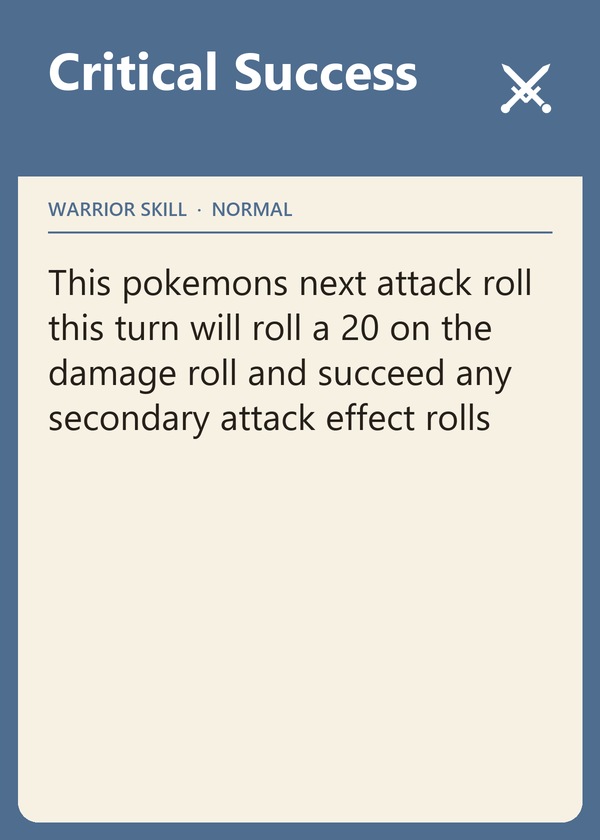 Critical Success
WARRIOR SKILL · NORMAL
This pokemons next attack roll
this turn will roll a 20 on the
damage roll and succeed any
secondary attack effect rolls